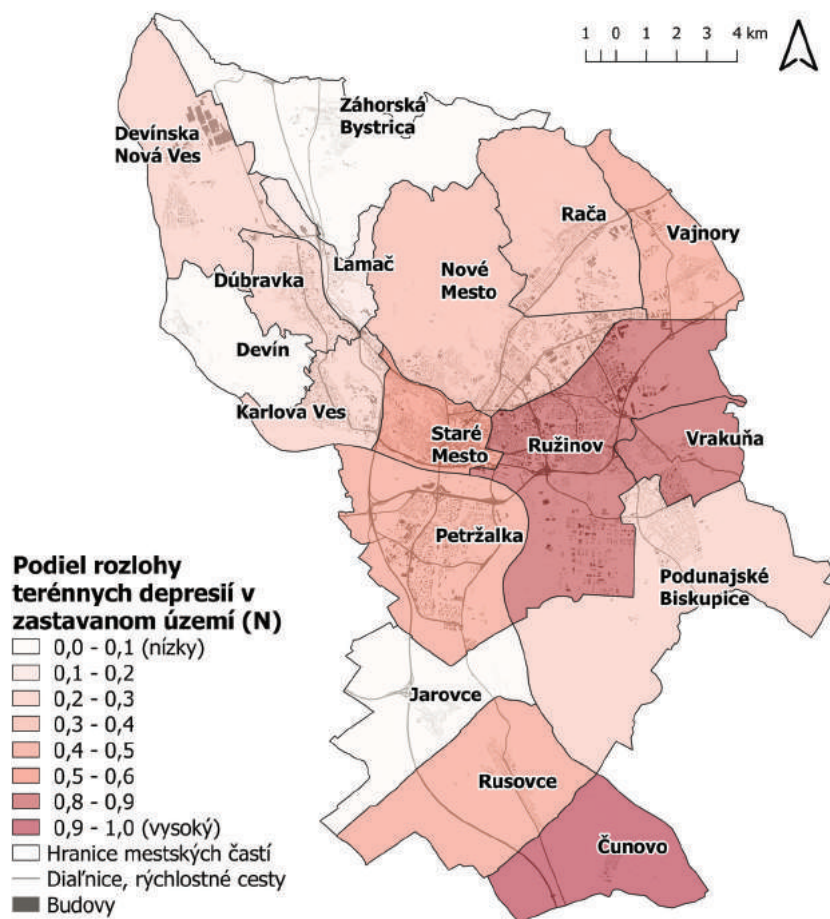 1 0 1 2 3 4 km
Záhorská
Bystrica
Devínska
Nová Ves
Rača
Vajnory
Lamač
Nové
Mesto
Dúbravka
Devín
Karlova Ves
Staré
Mesto
Ružinov
Vrakuňa
Petržalka
Podunajské
Biskupice
Jarovce
Rusovce
Čunovo
Podiel rozlohy
terénnych depresií v
zastavanom území (N)
0,0 - 0,1 (nízky)
0,1 - 0,2
0,2 - 0,3
0,3 - 0,4
0,4 - 0,5
0,5 - 0,6
0,8 - 0,9
0,9 - 1,0 (vysoký)
Hranice mestských častí
Diaľnice, rýchlostné cesty
Budovy